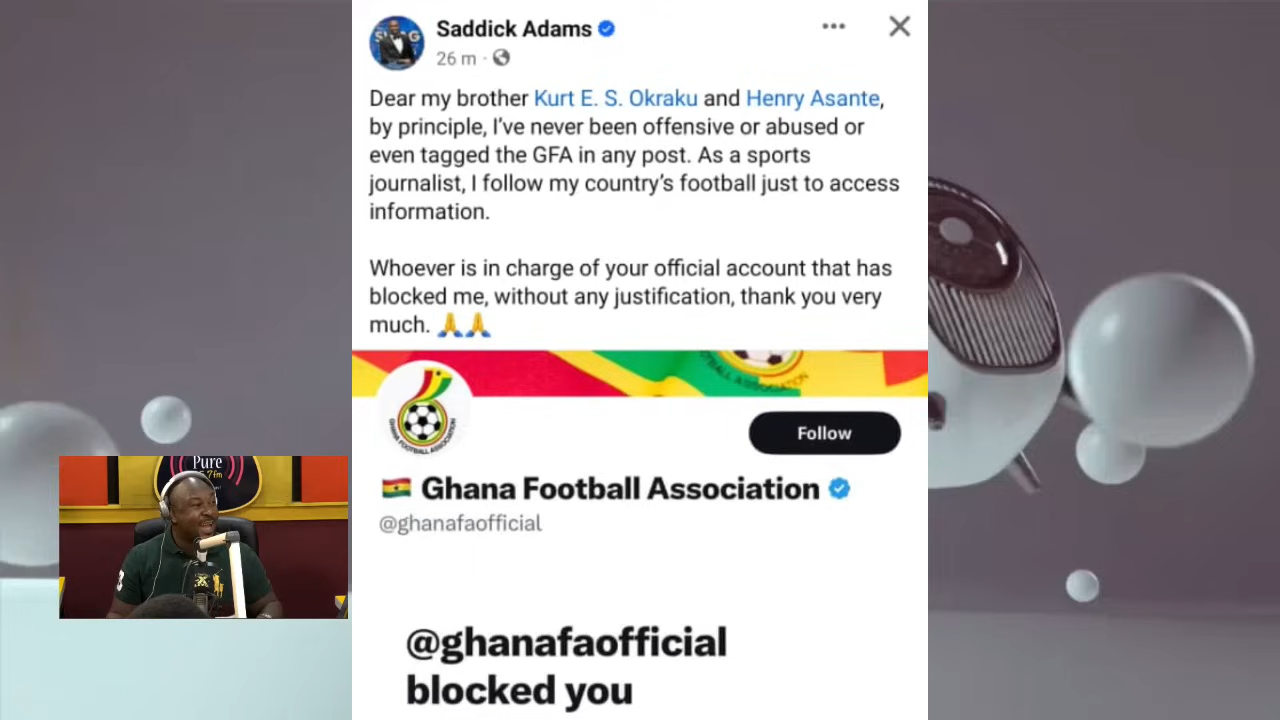 Saddick Adams
26 m ·
Dear my brother Kurt E. S. Okraku and Henry Asante,
by principle, I've never been offensive or abused or
even tagged the GFA in any post. As a sports
journalist, I follow my country's football just to access
information.
Whoever is in charge of your official account that has
blocked me, without any justification, thank you very
much. 🙏🙏
GHANA FOOTBALL ASSOCIATION
Follow
🇬🇭 Ghana Football Association
@ghanafaofficial
@ghanafaofficial
blocked you
Pure